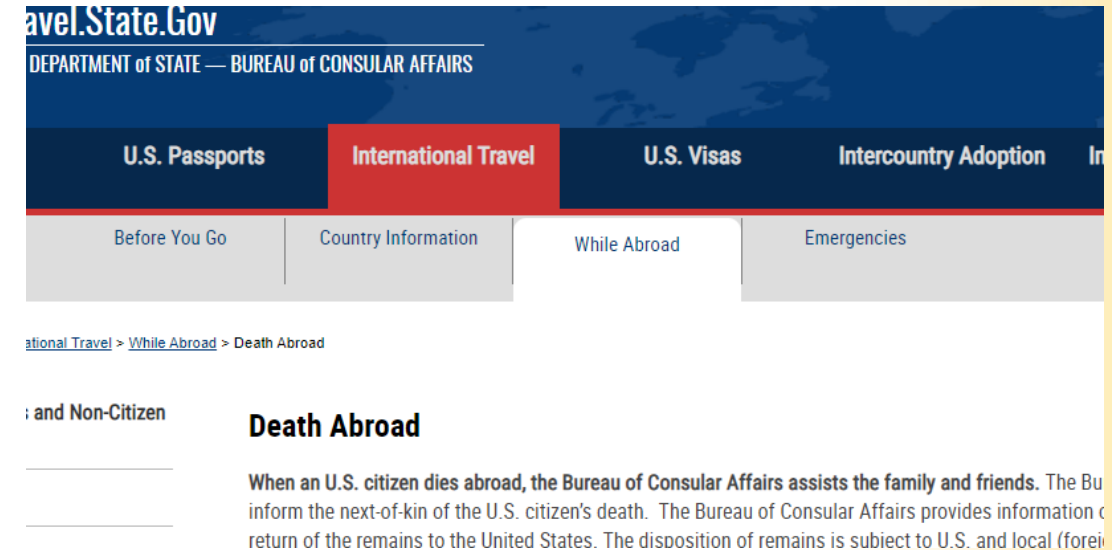 avel.State.Gov
DEPARTMENT of STATE — BUREAU of CONSULAR AFFAIRS
U.S. Passports International Travel U.S. Visas Intercountry Adoption In
Before You Go Country Information While Abroad Emergencies
ational Travel > While Abroad > Death Abroad
and Non-Citizen
Death Abroad
When an U.S. citizen dies abroad, the Bureau of Consular Affairs assists the family and friends. The Bu
inform the next-of-kin of the U.S. citizen's death. The Bureau of Consular Affairs provides information
return of the remains to the United States. The disposition of remains is subject to U.S. and local (forei